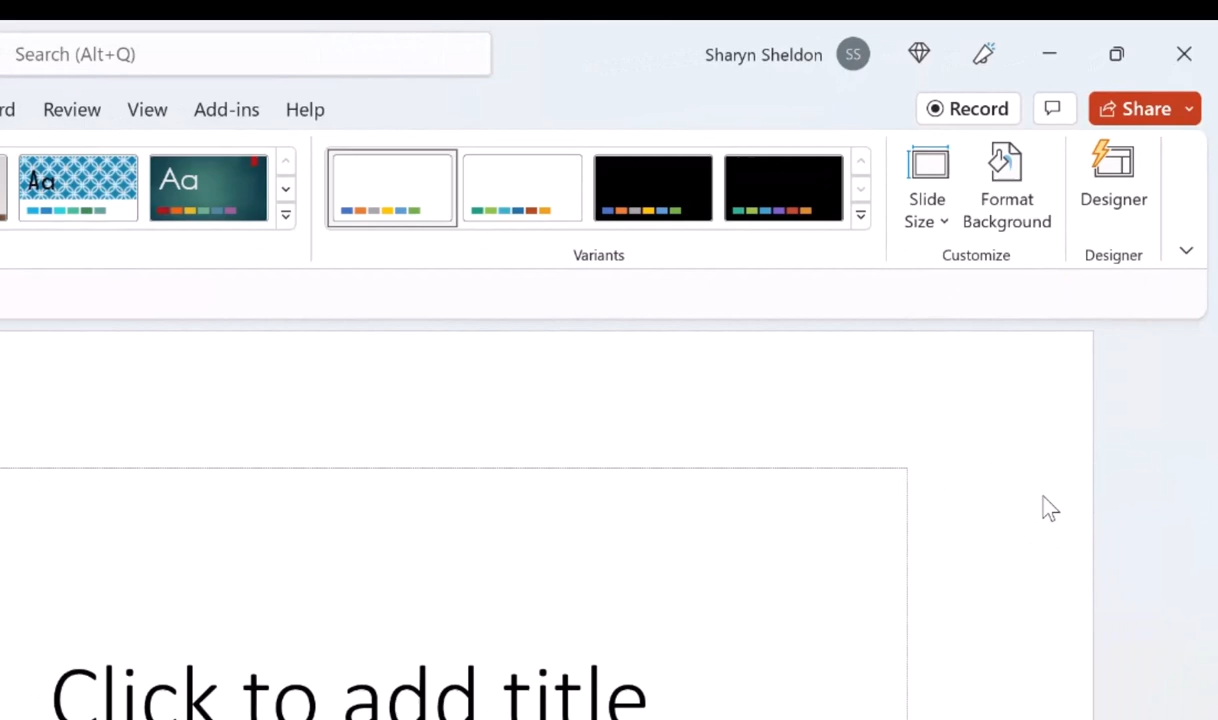 Search (Alt+Q)
Sharyn Sheldon SS
rd Review View Add-ins Help
Record
Share
Aa
Aa
Slide
Size
Format
Background
Designer
Variants
Customize
Designer
Click to add title